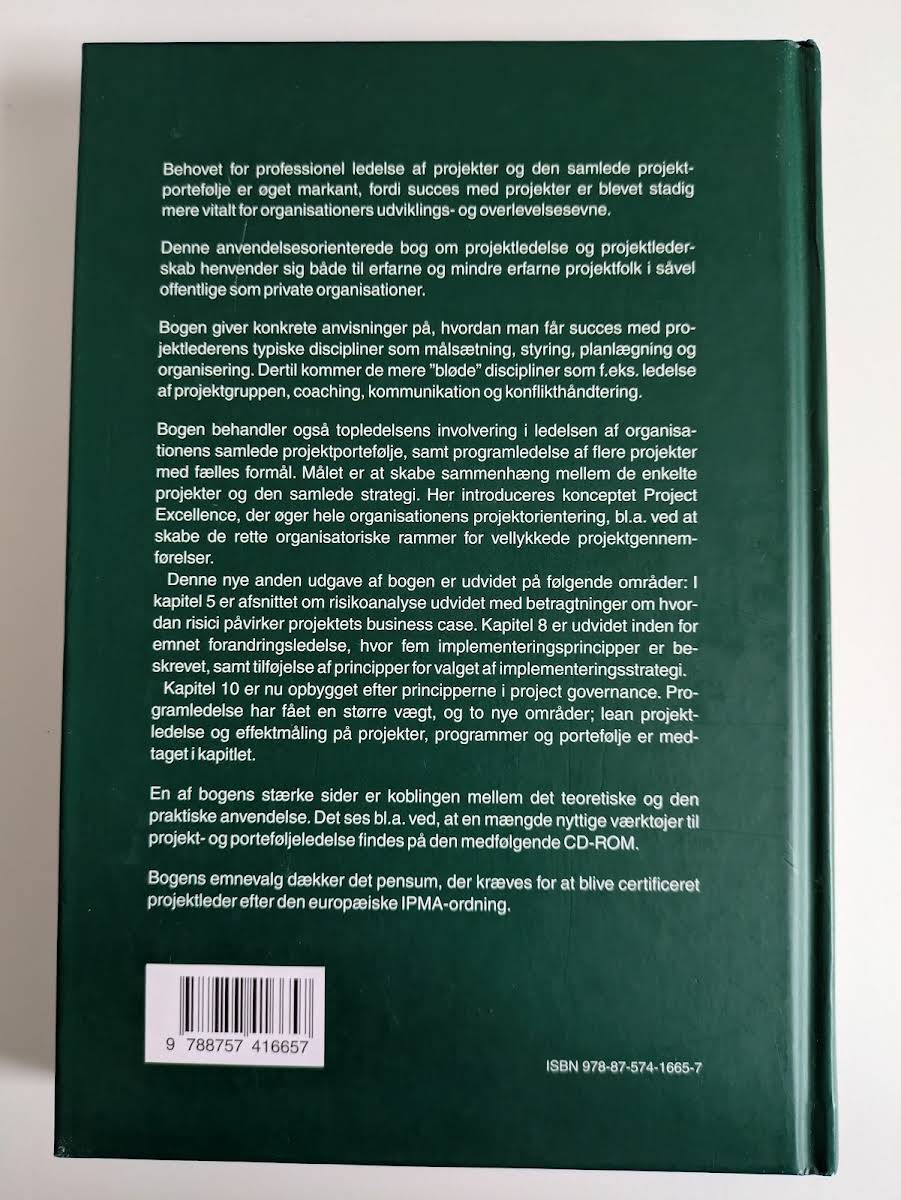 Behovet for professionel ledelse af projekter og den samlede projekt-
portefølje er øget markant, fordi succes med projekter er blevet stadig
mere vitalt for organisationers udviklings- og overlevelsesevne.
Denne anvendelsesorienterede bog om projektledelse og projektleder-
skab henvender sig både til erfarne og mindre erfarne projektfolk i såvel
offentlige som private organisationer.
Bogen giver konkrete anvisninger på, hvordan man får succes med pro-
jektlederens typiske discipliner som målsætning, styring, planlægning og
organisering. Dertil kommer de mere ”bløde” discipliner som f.eks. ledelse
af projektgruppen, coaching, kommunikation og konflikthåndtering.
Bogen behandler også topledelsens involvering i ledelsen af organisa-
tionens samlede projektportefølje, samt programledelse af flere projekter
med fælles formål. Målet er at skabe sammenhæng mellem de enkelte
projekter og den samlede strategi. Her introduceres konceptet Project
Excellence, der øger hele organisationens projektorientering, bl.a. ved at
skabe de rette organisatoriske rammer for vellykkede projektgennem-
førelser.
Denne nye anden udgave af bogen er udvidet på følgende områder: I
kapitel 5 er afsnittet om risikoanalyse udvidet med betragtninger om hvor-
dan risici påvirker projektets business case. Kapitel 8 er udvidet inden for
emnet forandringsledelse, hvor fem implementeringsprincipper er be-
skrevet, samt tilføjelse af principper for valget af implementeringsstrategi.
Kapitel 10 er nu opbygget efter principperne i project governance. Pro-
gramledelse har fået en større vægt, og to nye områder; lean projekt-
ledelse og effektmåling på projekter, programmer og portefølje er med-
taget i kapitlet.
En af bogens stærke sider er koblingen mellem det teoretiske og den
praktiske anvendelse. Det ses bl.a. ved, at en mængde nyttige værktøjer til
projekt- og porteføljeledelse findes på den medfølgende CD-ROM.
Bogens emnevalg dækker det pensum, der kræves for at blive certificeret
projektleder efter den europæiske IPMA-ordning.
9 788757 416657
ISBN 978-87-574-1665-7